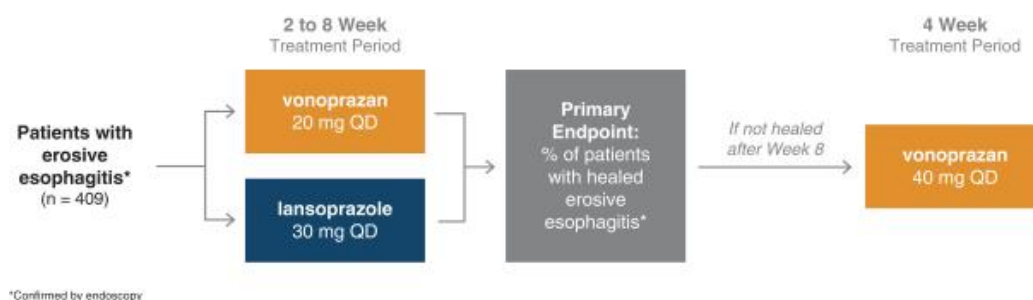 2 to 8 Week
Treatment Period
4 Week
Treatment Period
Patients with
erosive
esophagitis*
(n = 409)
vonoprazan
20 mg QD
lansoprazole
30 mg QD
Primary
Endpoint:
% of patients
with healed
erosive
esophagitis*
If not healed
after Week 8
vonoprazan
40 mg QD
*Confirmed by endoscopy